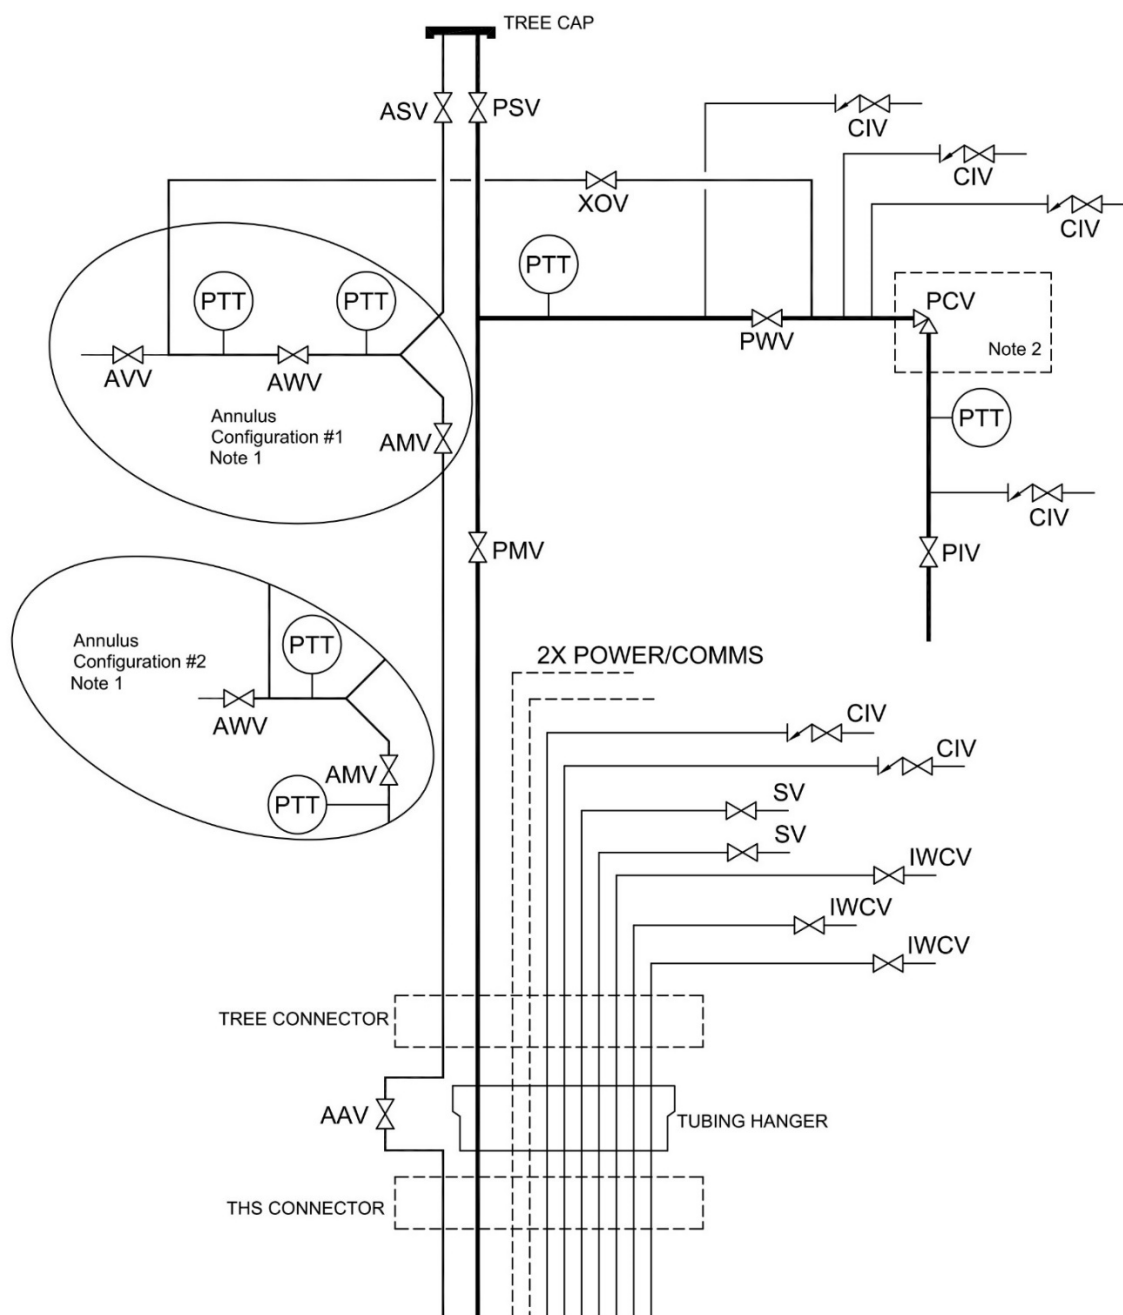 TREE CAP
ASV
PSV
CIV
CIV
XOV
CIV
PTT
PTT
PTT
PCV
Note 2
PWV
AVV
AWV
Annulus
Configuration #1
Note 1
AMV
PTT
CIV
PMV
PIV
Annulus
Configuration #2
Note 1
PTT
AWV
AMV
PTT
2X POWER/COMMS
CIV
CIV
SV
SV
IWCV
IWCV
IWCV
TREE CONNECTOR
AAV
TUBING HANGER
THS CONNECTOR